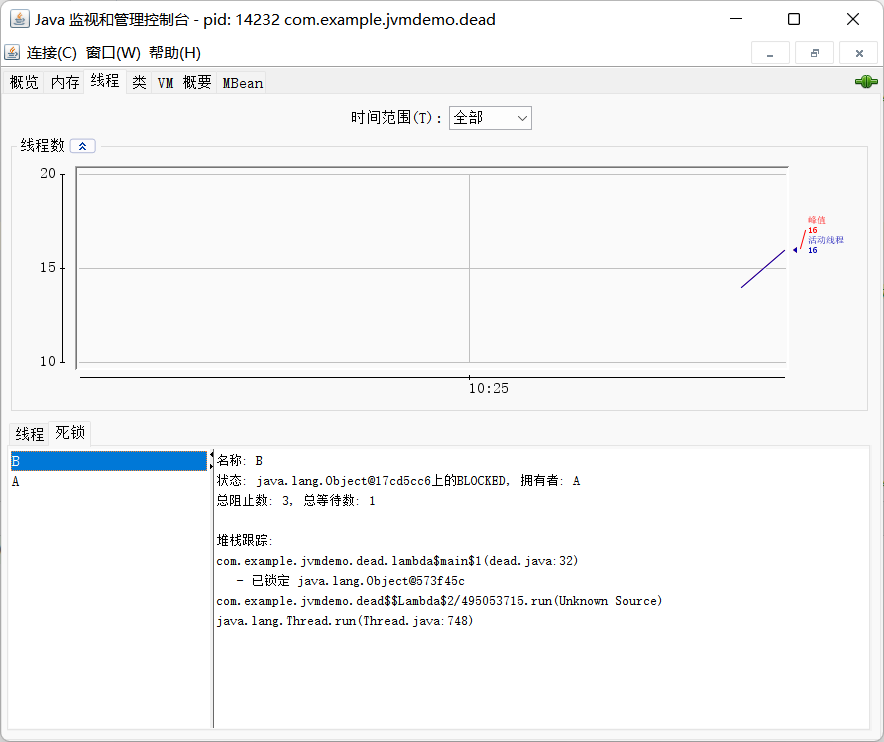 Java 监视和管理控制台 - pid: 14232 com.example.jvmdemo.dead
连接(C) 窗口(W) 帮助(H)
概览 内存 线程 类 VM 概要 MBean
时间范围(T): 全部
线程数
20
15
10
10:25
峰值
16
活动线程
16
线程 死锁
B
A
名称: B
状态: java.lang.Object@17cd5cc6上的BLOCKED, 拥有者: A
总阻止数: 3, 总等待数: 1
堆栈跟踪:
com.example.jvmdemo.dead.lambda$main$1(dead.java:32)
- 已锁定 java.lang.Object@573f45c
com.example.jvmdemo.dead$$Lambda$2/495053715.run(Unknown Source)
java.lang.Thread.run(Thread.java:748)